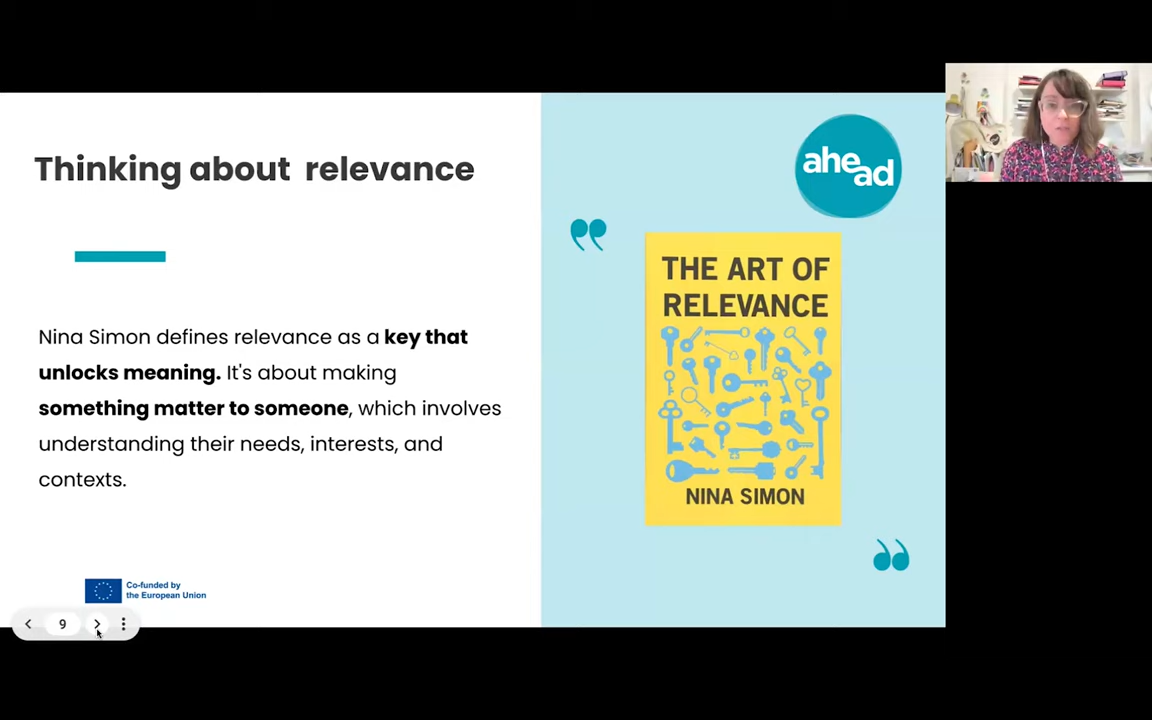 Thinking about relevance
Nina Simon defines relevance as a key that
unlocks meaning. It's about making
something matter to someone, which involves
understanding their needs, interests, and
contexts.
Co-funded by
the European Union
9
ahe
ad
THE ART OF
RELEVANCE
NINA SIMON